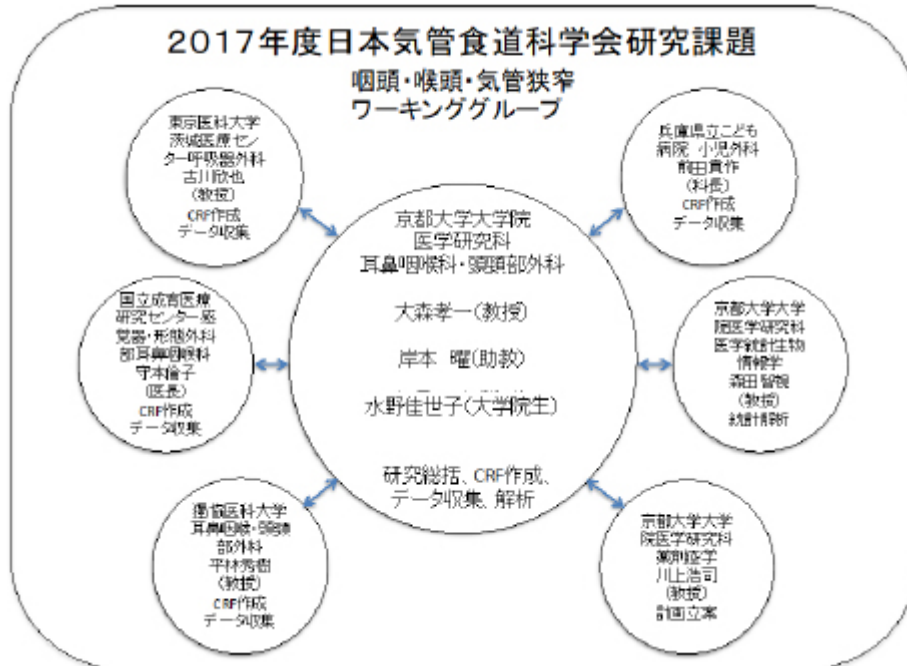 2017年度日本気管食道科学会研究課題
咽頭・喉頭・気管狭窄
ワーキンググループ
東京医科大学
茨城医療セン
ター呼吸器外科
古川欣也
(教授)
CRF作成
データ収集
兵庫県立こども
病院 小児外科
前田貢作
(科長)
CRF作成
データ収集
京都大学大学院
医学研究科
耳鼻咽喉科・頭頸部外科
大森孝一(教授)
岸本 曜(助教)
水野佳世子(大学院生)
研究総括、CRF作成、
データ収集、解析
国立成育医療
研究センター感
覚器・形態外科
部耳鼻咽喉科
守本倫子
(医長)
CRF作成
データ収集
京都大学大学
院医学研究科
医学統計生物
情報学
森田智視
(教授)
統計解析
獨協医科大学
耳鼻咽喉・頭頸
部外科
平林秀樹
(教授)
CRF作成
データ収集
京都大学大学
院医学研究科
薬剤疫学
川上浩司
(教授)
計画立案